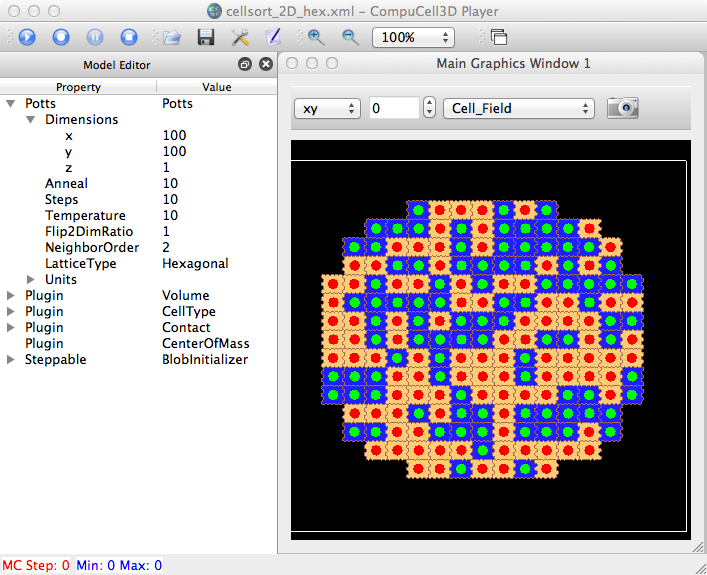 cellsort_2D_hex.xml – CompuCell3D Player
100%
Model Editor
Property Value
Potts Potts
Dimensions
x 100
y 100
z 1
Anneal 10
Steps 10
Temperature 10
Flip2DimRatio 1
NeighborOrder 2
LatticeType Hexagonal
Units
Plugin Volume
Plugin CellType
Plugin Contact
Plugin CenterOfMass
Steppable BlobInitializer
Main Graphics Window 1
xy 0 Cell_Field
MC Step: 0 Min: 0 Max: 0